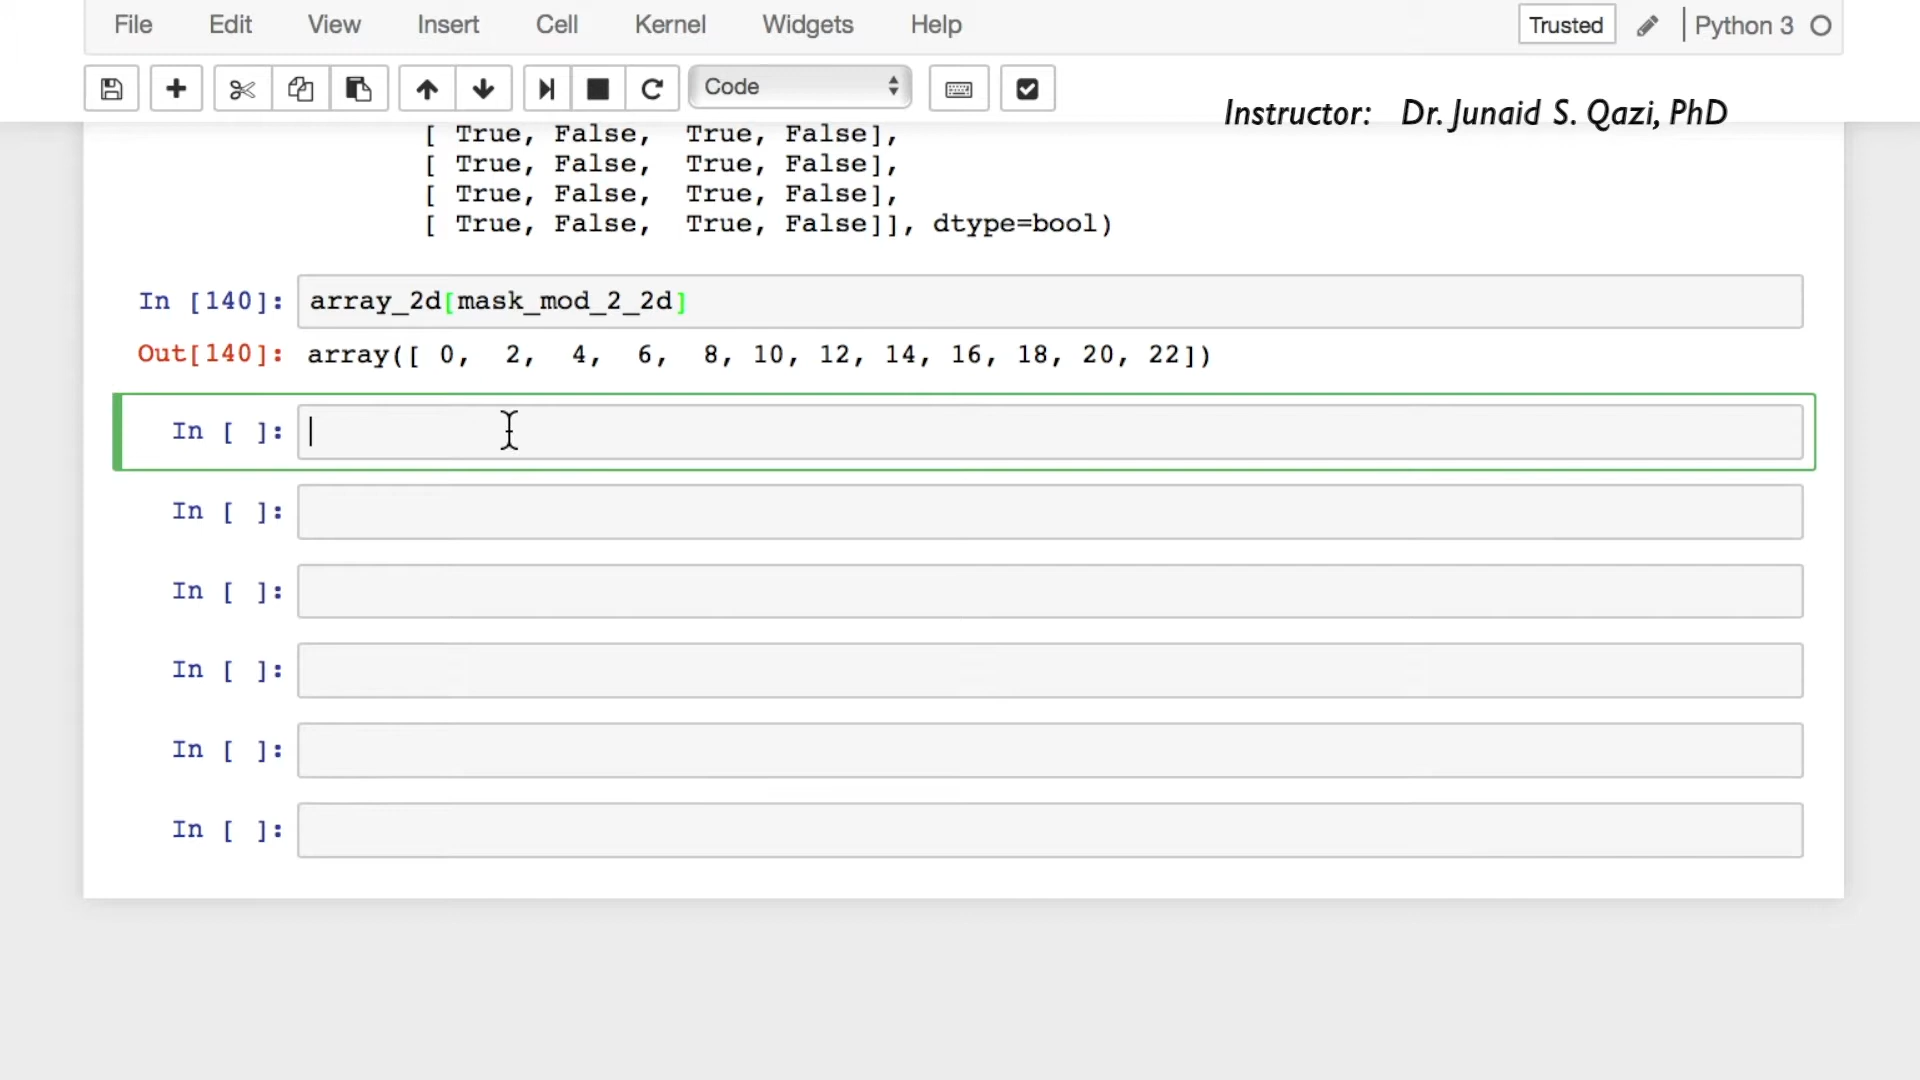 File Edit View Insert Cell Kernel Widgets Help Trusted Python 3
Code
Instructor: Dr. Junaid S. Qazi, PhD
[ True, False, True, False],
[ True, False, True, False],
[ True, False, True, False],
[ True, False, True, False]], dtype=bool)
In [140]: array_2d[mask_mod_2_2d]
Out[140]: array([ 0, 2, 4, 6, 8, 10, 12, 14, 16, 18, 20, 22])
In [ ]:
In [ ]:
In [ ]:
In [ ]:
In [ ]:
In [ ]: